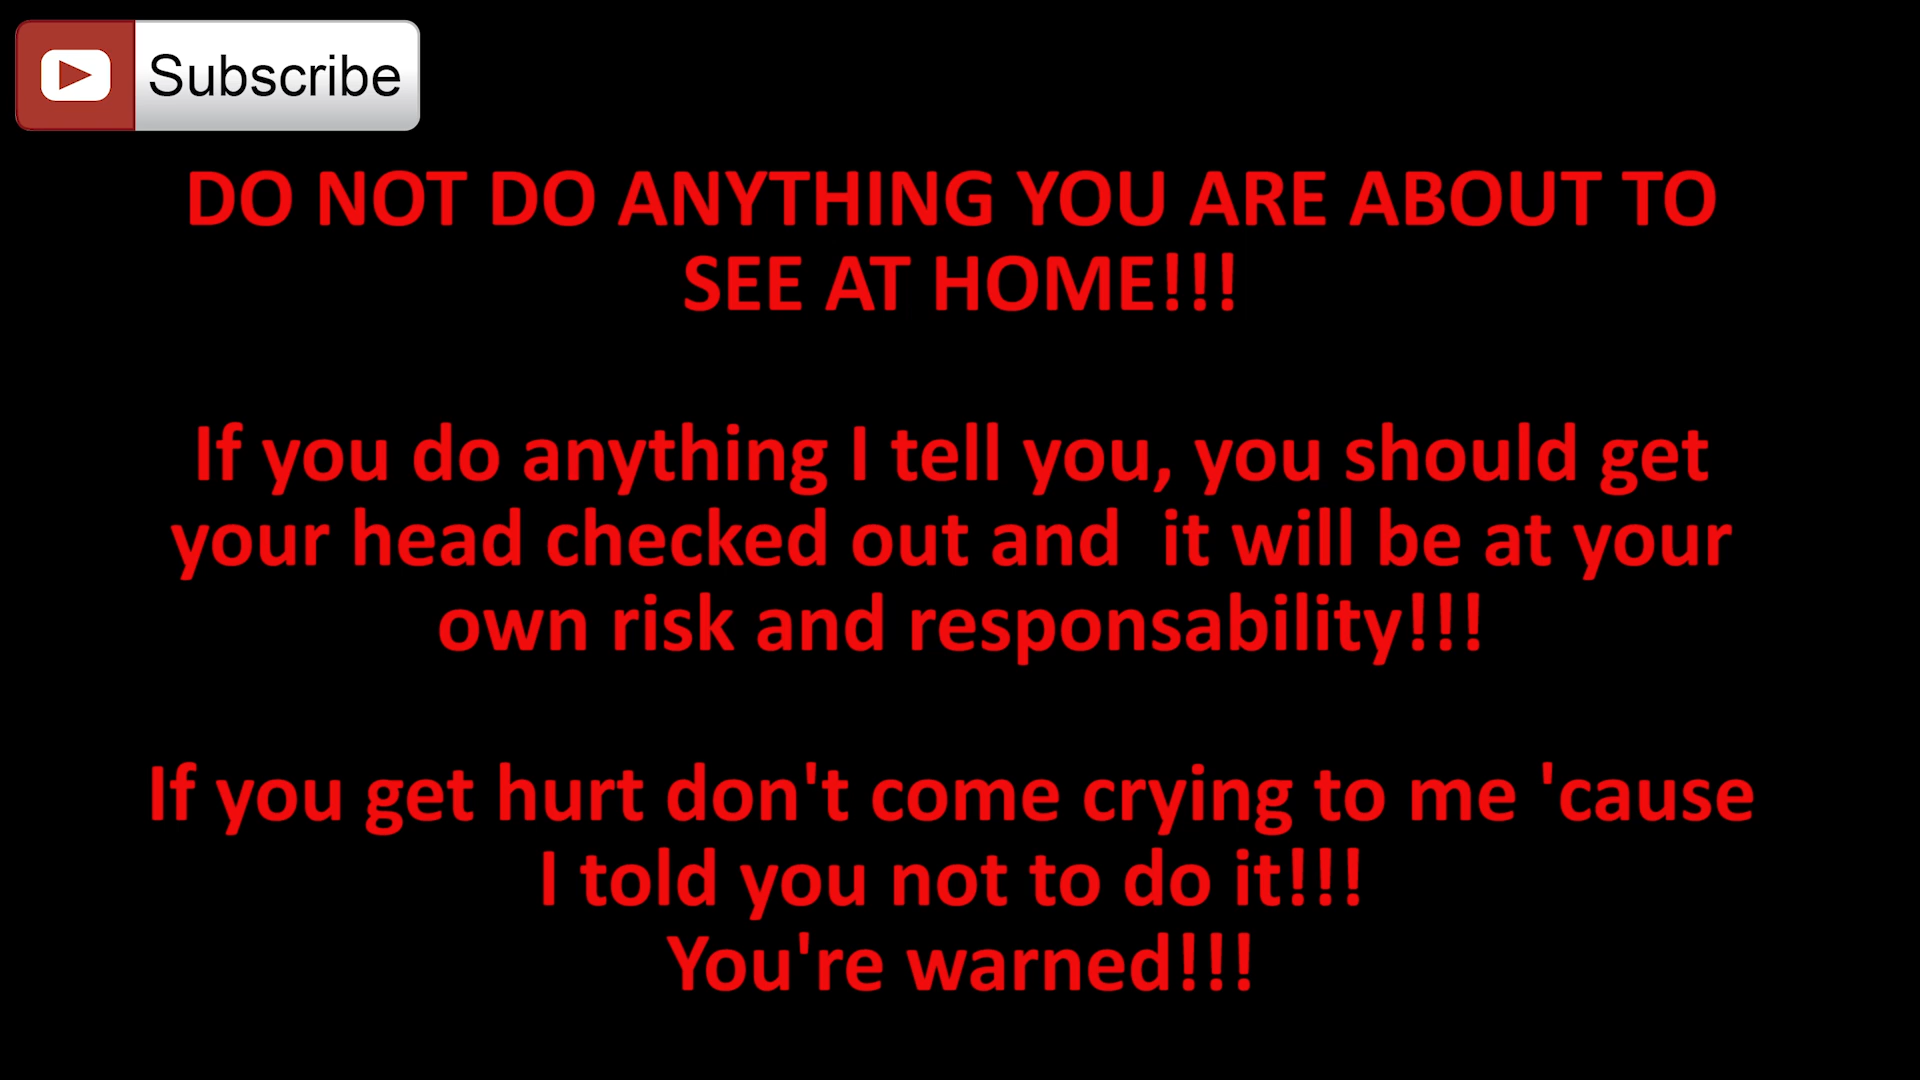 Subscribe
DO NOT DO ANYTHING YOU ARE ABOUT TO
SEE AT HOME!!!
If you do anything I tell you, you should get
your head checked out and  it will be at your
own risk and responsability!!!
If you get hurt don't come crying to me 'cause
I told you not to do it!!!
You're warned!!!